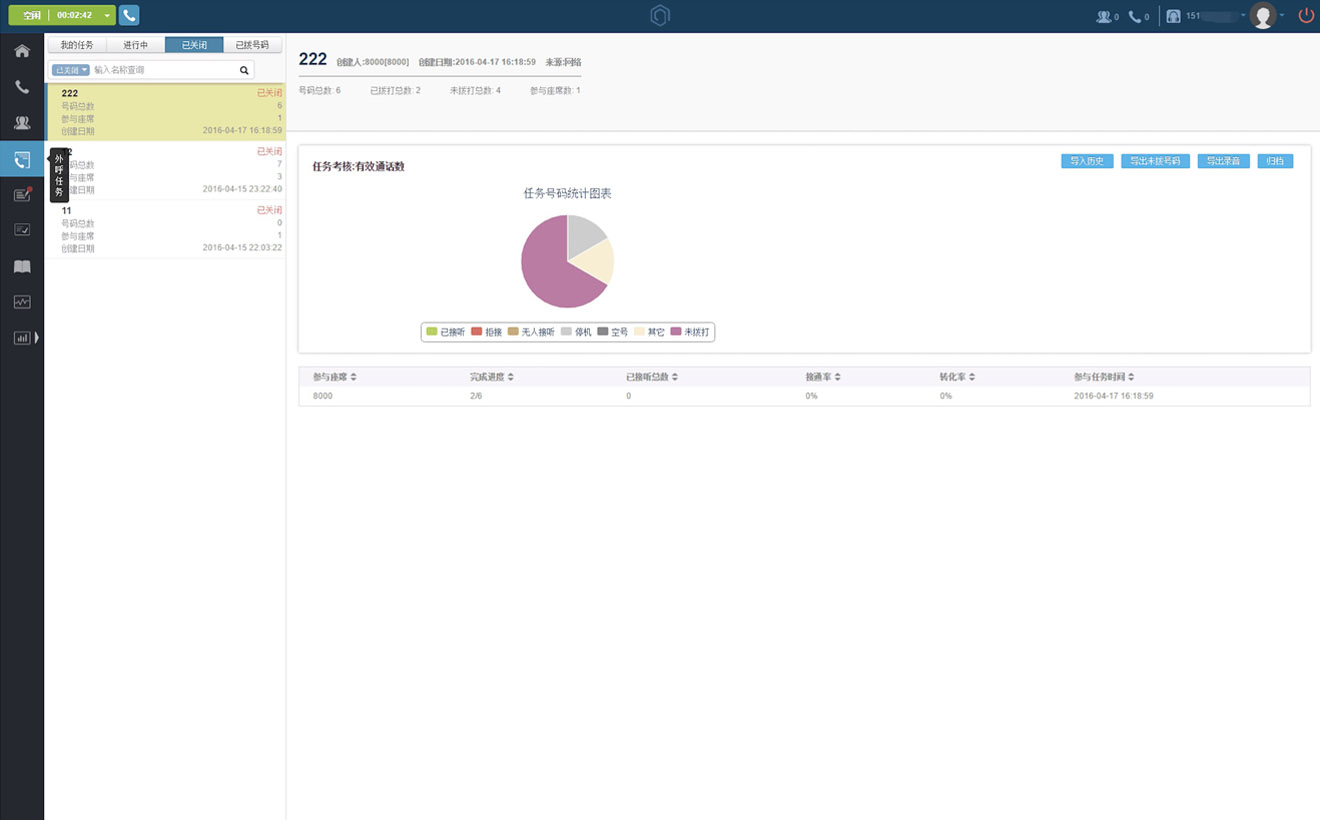 空闲 00:02:42
0 0 151
我的任务 进行中 已关闭 已拨号码
已关闭 输入名称查询
222 已关闭
号码总数 6
参与座席 1
创建日期 2016-04-17 16:18:59
2 已关闭
码总数 7
与座席 3
建日期 2016-04-15 23:22:40
外呼任务
11 已关闭
号码总数 0
参与座席 1
创建日期 2016-04-15 22:03:22
222 创建人:8000[8000] 创建日期:2016-04-17 16:18:59 来源:网络
号码总数: 6 已拨打总数: 2 未拨打总数: 4 参与座席数: 1
任务考核:有效通话数
导入历史 导出未拨号码 导出录音 归档
任务号码统计图表
已接听 拒接 无人接听 停机 空号 其它 未拨打
参与座席 完成进度 已接听总数 接通率 转化率 参与任务时间
8000 2/6 0 0% 0% 2016-04-17 16:18:59